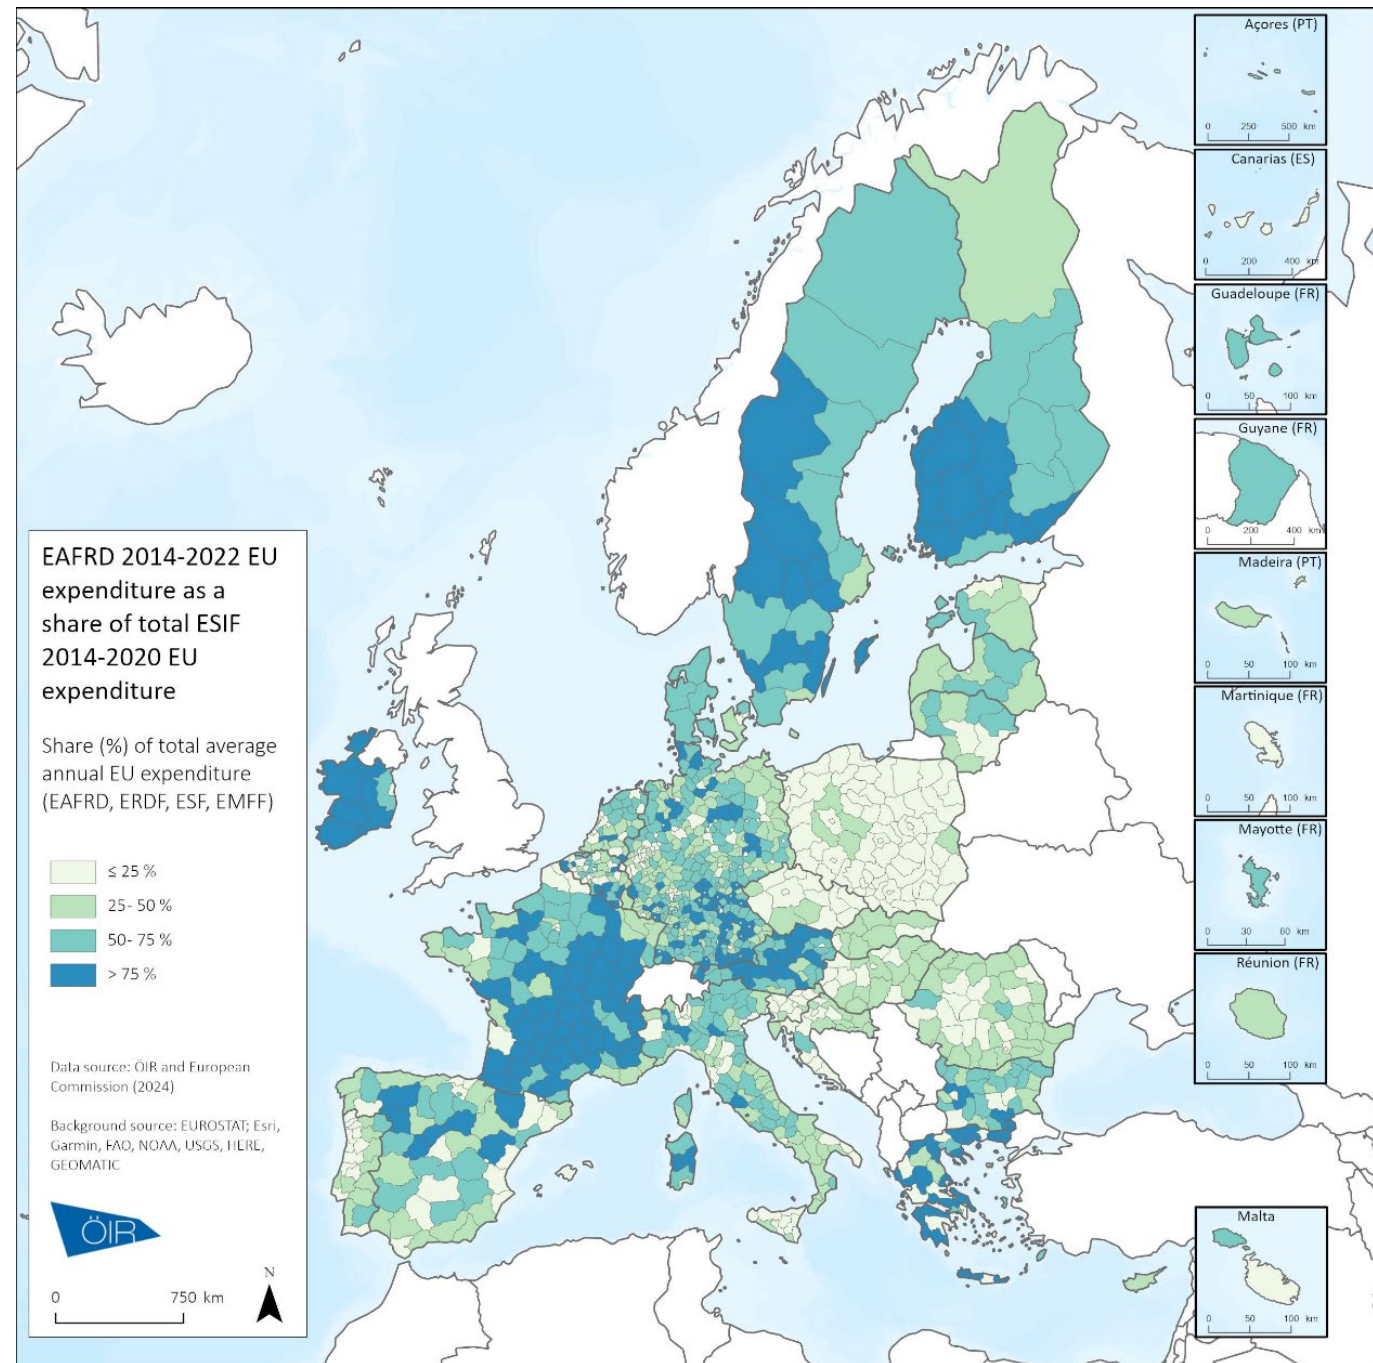 EAFRD 2014-2022 EU
expenditure as a
share of total ESIF
2014-2020 EU
expenditure
Share (%) of total average
annual EU expenditure
(EAFRD, ERDF, ESF, EMFF)
≤ 25 %
25- 50 %
50- 75 %
> 75 %
Data source: ÖIR and European
Commission (2024)
Background source: EUROSTAT; Esri,
Garmin, FAO, NOAA, USGS, HERE,
GEOMATIC
ÖIR
N
0 750 km
Açores (PT)
0 250 500 km
Canarias (ES)
0 200 400 km
Guadeloupe (FR)
0 50 100 km
Guyane (FR)
0 200 400 km
Madeira (PT)
0 50 100 km
Martinique (FR)
0 50 100 km
Mayotte (FR)
0 30 60 km
Réunion (FR)
0 50 100 km
Malta
0 50 100 km